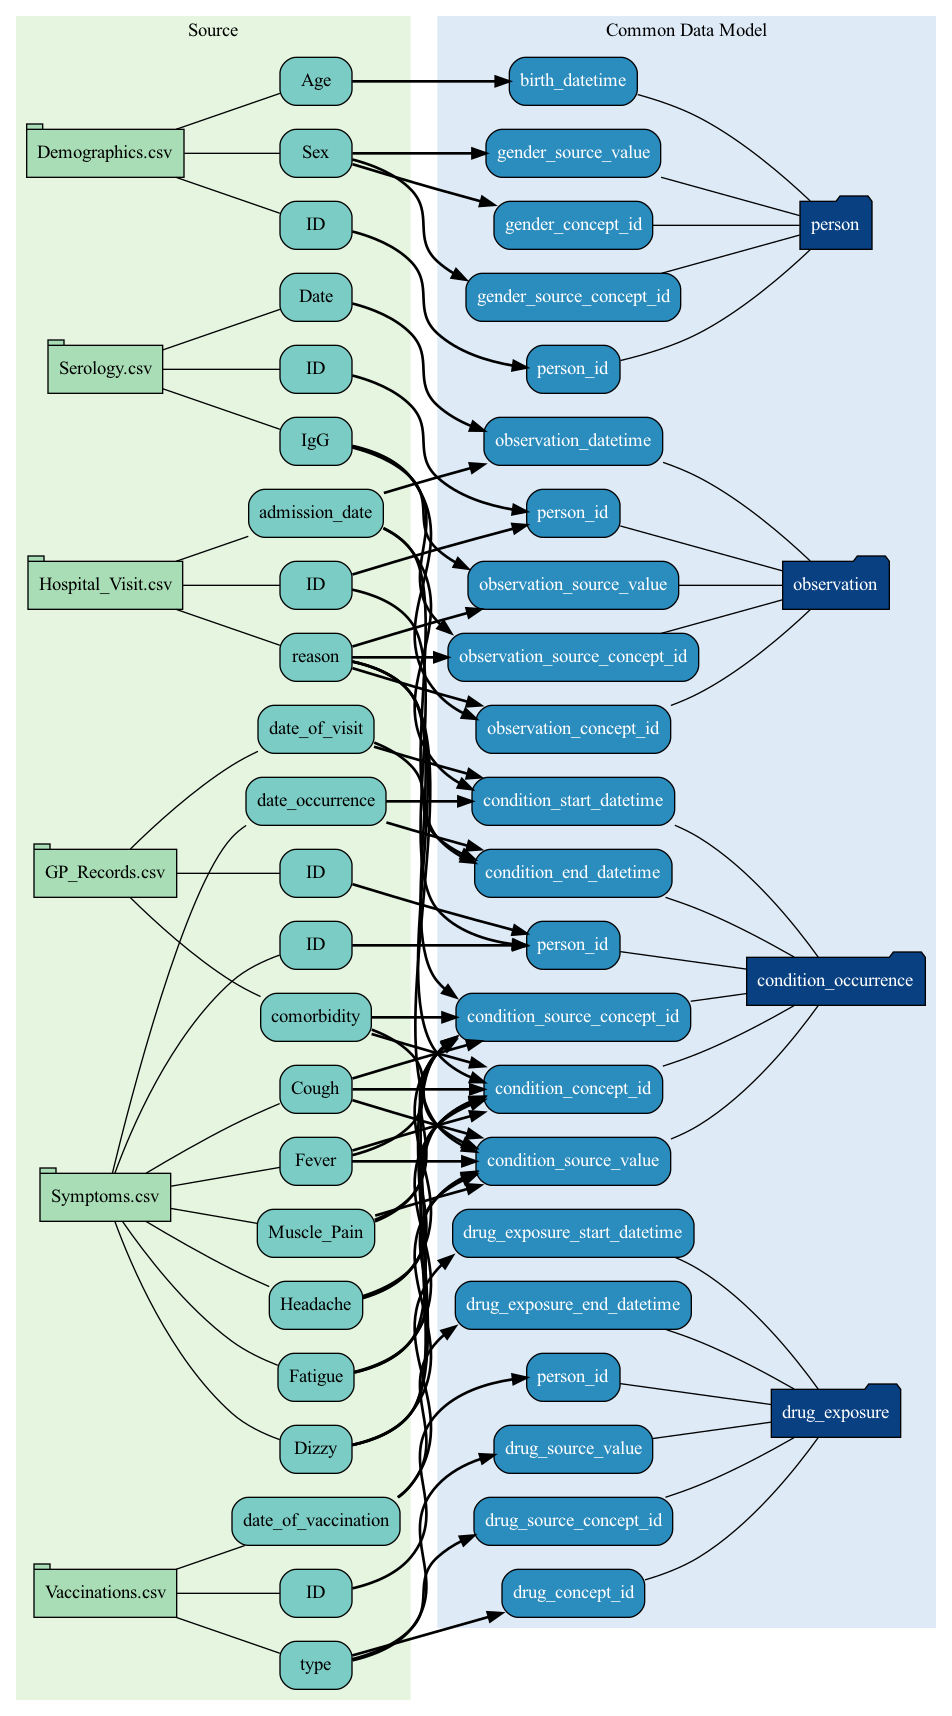 Source
Common Data Model
Age
birth_datetime
Demographics.csv
Sex
gender_source_value
ID
gender_concept_id
person
Date
gender_source_concept_id
Serology.csv
ID
person_id
IgG
observation_datetime
admission_date
person_id
Hospital_Visit.csv
ID
observation_source_value
observation
reason
observation_source_concept_id
date_of_visit
observation_concept_id
date_occurrence
condition_start_datetime
GP_Records.csv
ID
condition_end_datetime
ID
person_id
condition_occurrence
comorbidity
condition_source_concept_id
Cough
condition_concept_id
Fever
condition_source_value
Symptoms.csv
Muscle_Pain
drug_exposure_start_datetime
Headache
drug_exposure_end_datetime
Fatigue
person_id
drug_exposure
Dizzy
drug_source_value
date_of_vaccination
drug_source_concept_id
Vaccinations.csv
ID
drug_concept_id
type